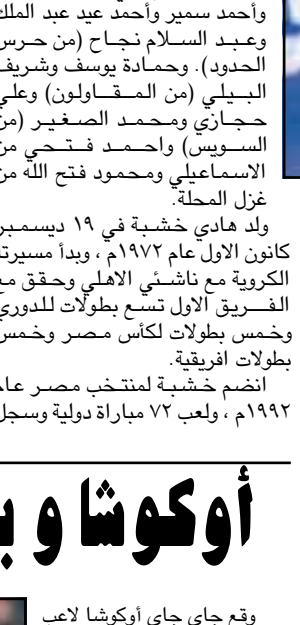 وأحمد سمير وأحمد عيد عبد الملك
وعبد السلام نجاح (من حرس
الحدود). وحمادة يوسف وشريف
البيلي (من المقاولون) وعلي
حجازي ومحمد الصغير (من
السويس) واحمد فتحي من
الاسماعيلي ومحمود فتح الله من
غزل المحلة.
ولد هادي خشبة في ١٩ ديسمبر
كانون الاول عام ١٩٧٢م ، وبدأ مسيرته
الكروية مع ناشئي الاهلي وحقق مع
الفريق الاول تسع بطولات للدوري
وخمس بطولات لكأس مصر وخمس
بطولات افريقية.
انضم خشبة لمنتخب مصر عام
١٩٩٢م ، ولعب ٧٢ مباراة دولية وسجل
أوكوشا و
وقع جاي جاي أوكوشا لاعب